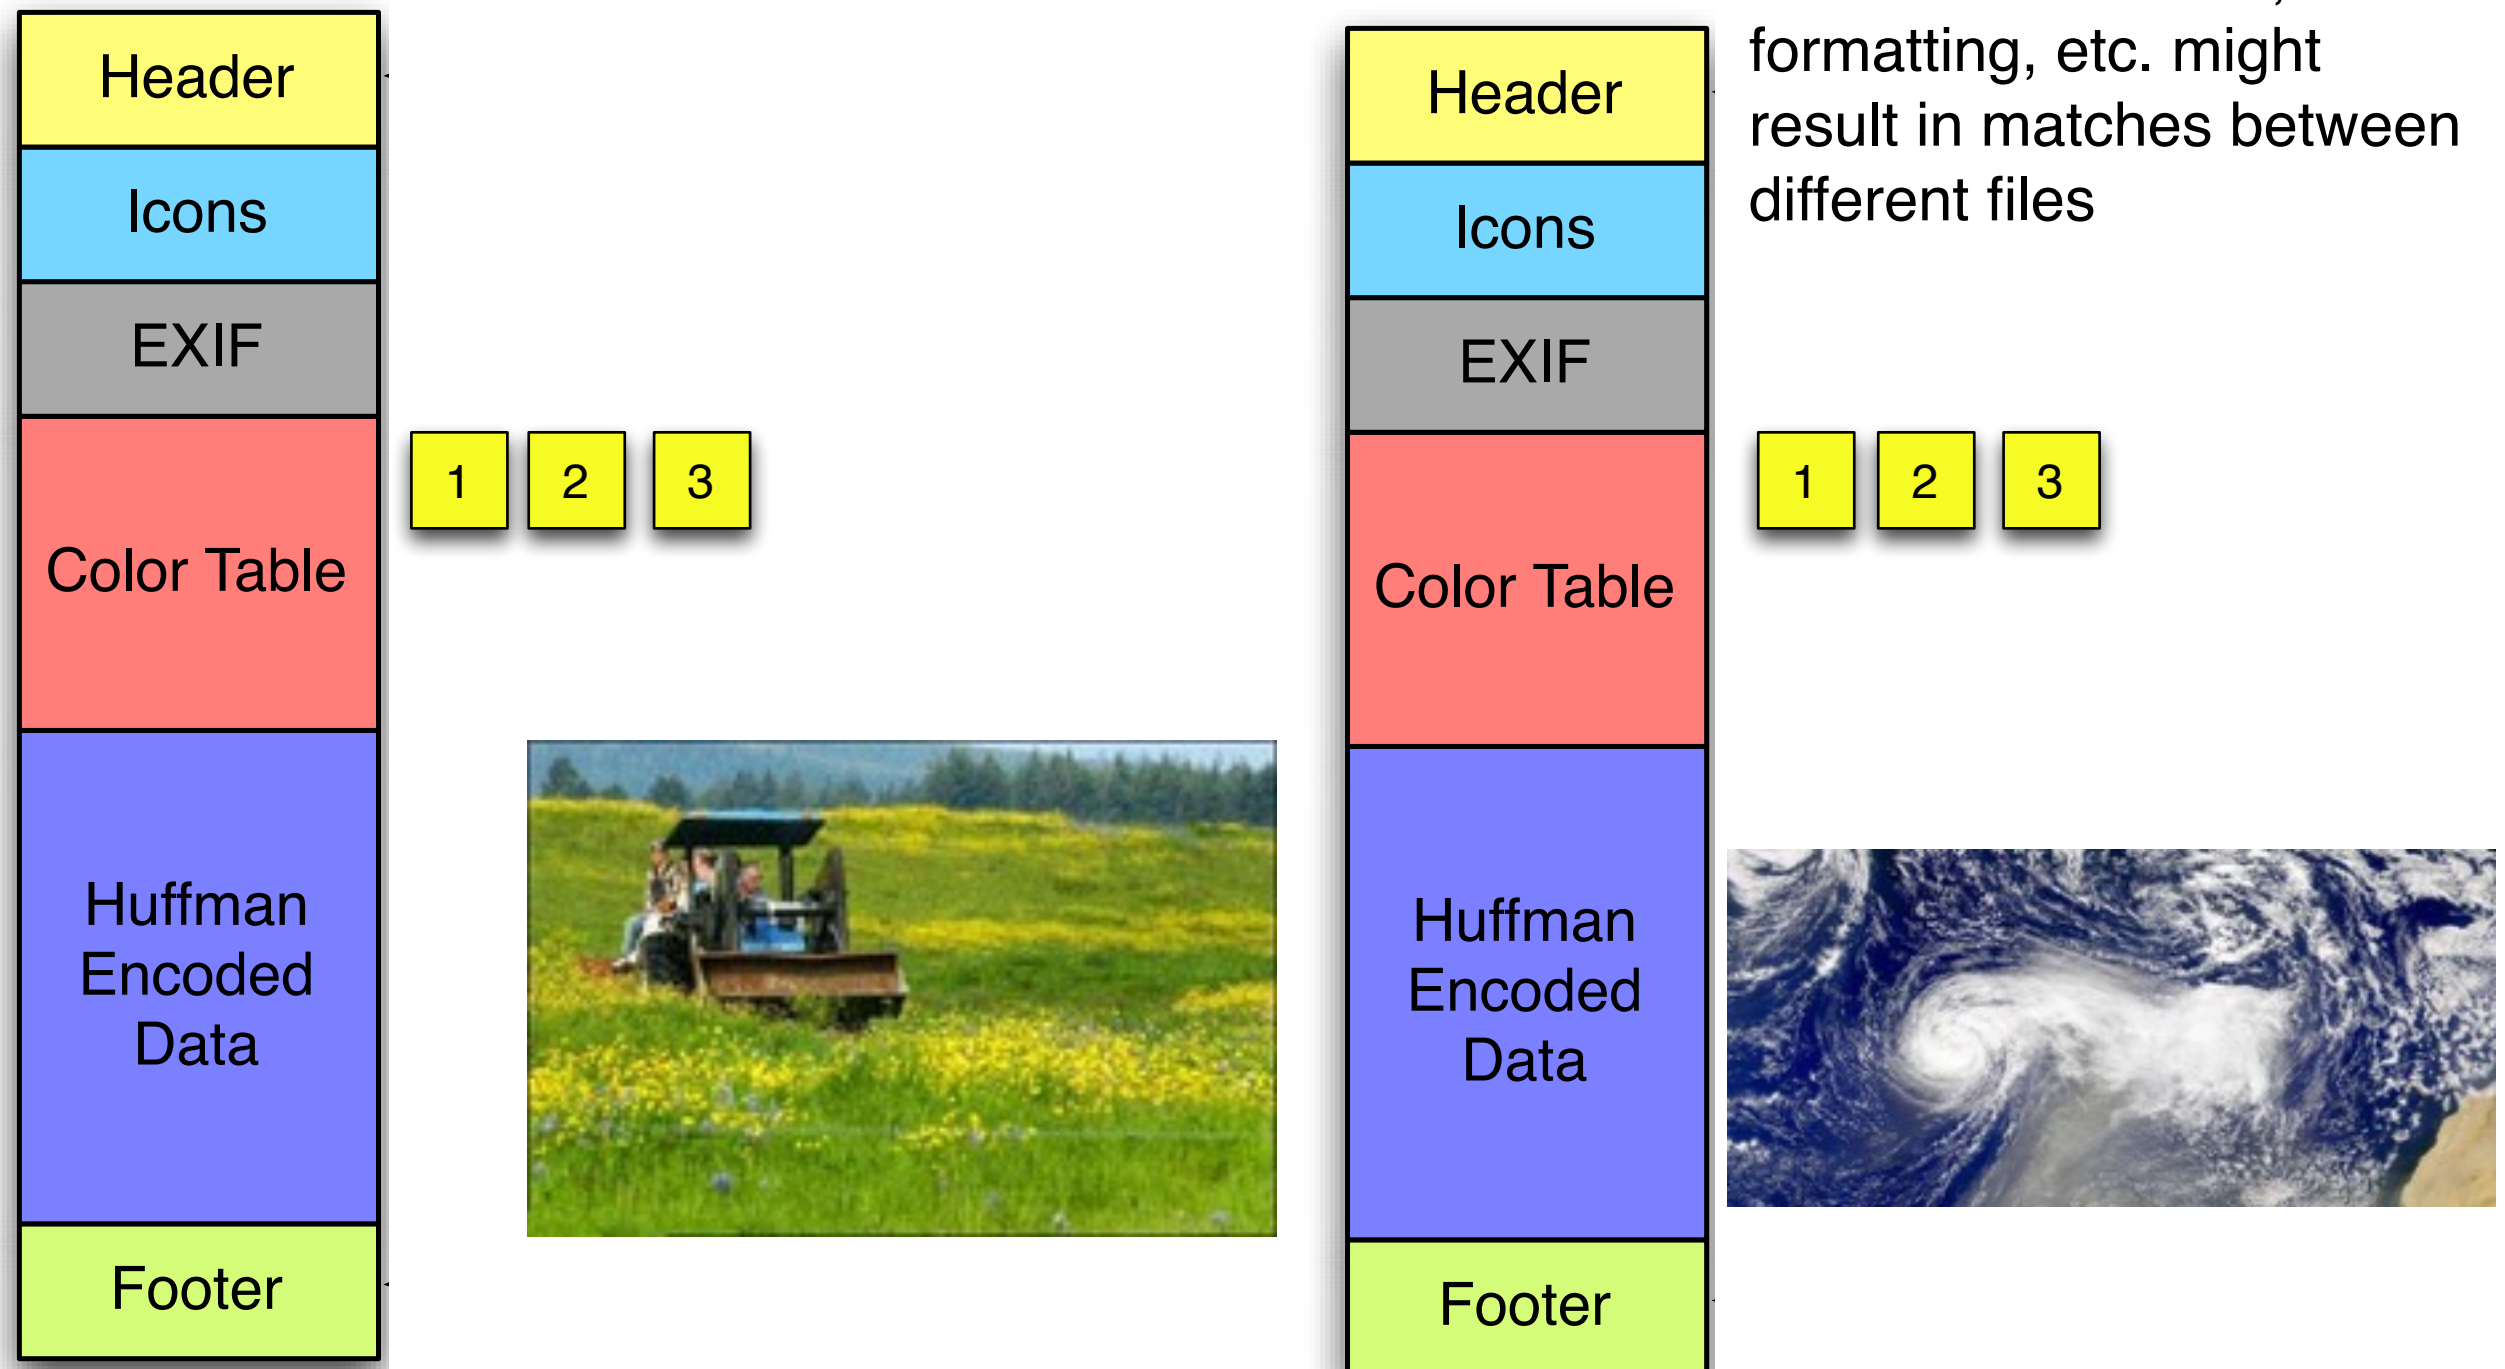 Header
Icons
EXIF
Color Table
Huffman
Encoded
Data
Footer
1 2 3
Header
Icons
EXIF
Color Table
Huffman
Encoded
Data
Footer
formatting, etc. might
result in matches between
different files
1 2 3